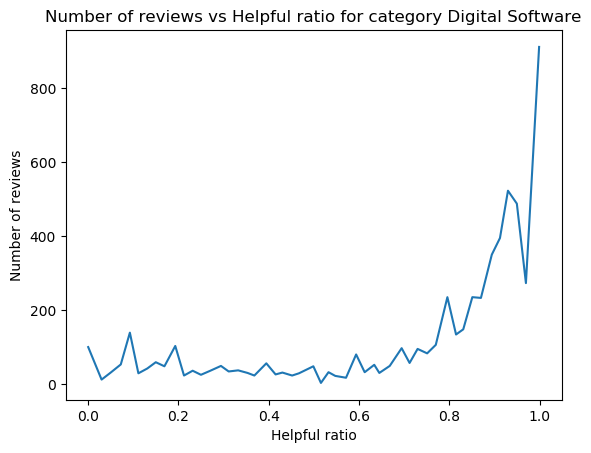 Number of reviews vs Helpful ratio for category Digital Software
Number of reviews
800
600
400
200
0
0.0 0.2 0.4 0.6 0.8 1.0
Helpful ratio